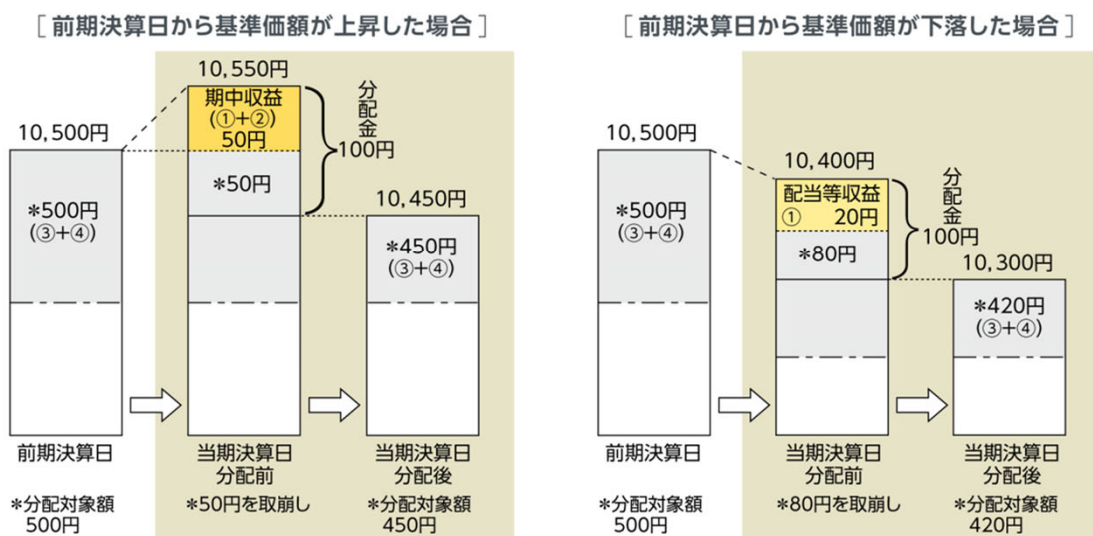 [前期決算日から基準価額が上昇した場合]
10,550円
期中収益
(①+②)
50円
分配金
100円
10,500円
*50円
10,450円
*500円
(③+④)
*450円
(③+④)
前期決算日
当期決算日
分配前
当期決算日
分配後
*分配対象額
500円
*50円を取崩し
*分配対象額
450円
[前期決算日から基準価額が下落した場合]
10,500円
10,400円
配当等収益
① 20円
分配金
100円
*500円
(③+④)
*80円
10,300円
*420円
(③+④)
前期決算日
当期決算日
分配前
当期決算日
分配後
*分配対象額
500円
*80円を取崩し
*分配対象額
420円